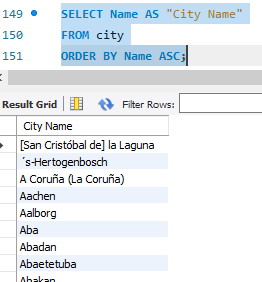 149 SELECT Name AS "City Name"
150 FROM city
151 ORDER BY Name ASC;
Result Grid Filter Rows:
City Name
[San Cristóbal de] la Laguna
´s-Hertogenbosch
A Coruña (La Coruña)
Aachen
Aalborg
Aba
Abadan
Abaetetuba
Abakan